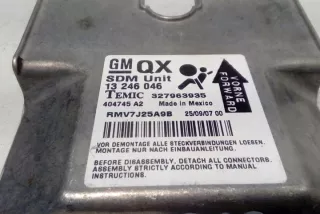 GM QX
SDM Unit
13 246 046 327963935
TEMIC
404745 A2 Made in Mexico
VORNE
FORWARD
RMV7J25A9B 25/09/07 00
VOR DEMONTAGE ALLE STECKVERBINDUNGEN LOEBEN.
MONTAGE NUR NACH EINBAUANLEITUNG.
BEFORE DISASSEMBLY, DETACH ALL CONNECTORS.
ASSEMBLY STRICTLY ACCORDING TO MANUAL
INSTRUCTIONS.